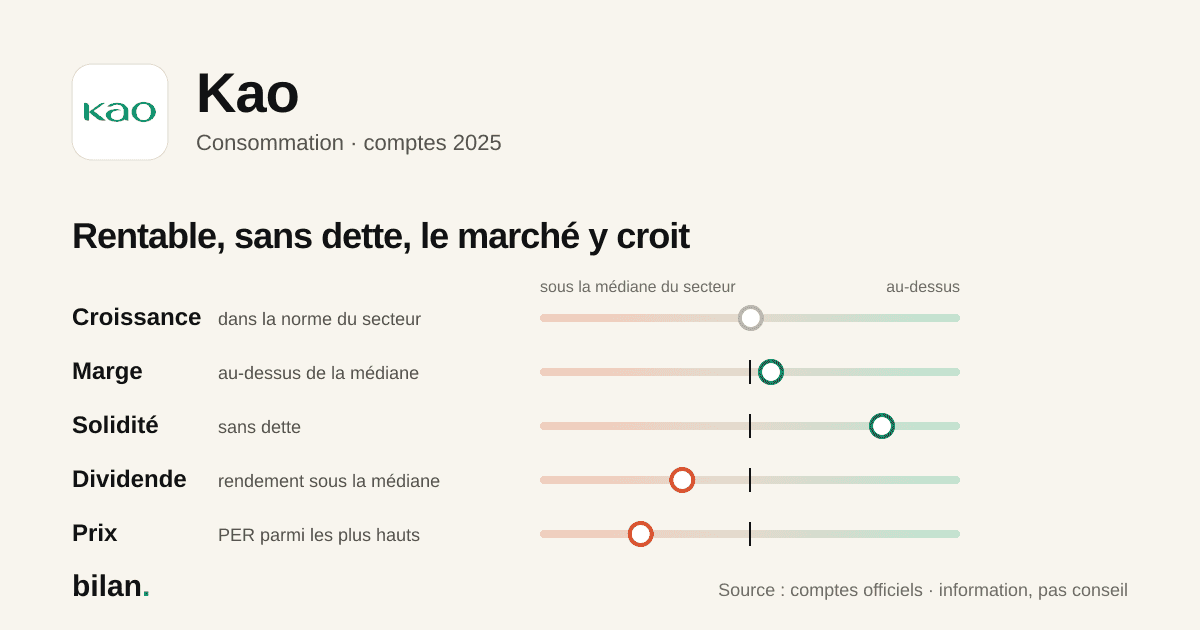 kao
Kao
Consommation · comptes 2025
Rentable, sans dette, le marché y croit
sous la médiane du secteur au-dessus
Croissance dans la norme du secteur
Marge au-dessus de la médiane
Solidité sans dette
Dividende rendement sous la médiane
Prix PER parmi les plus hauts
bilan.
Source : comptes officiels · information, pas conseil